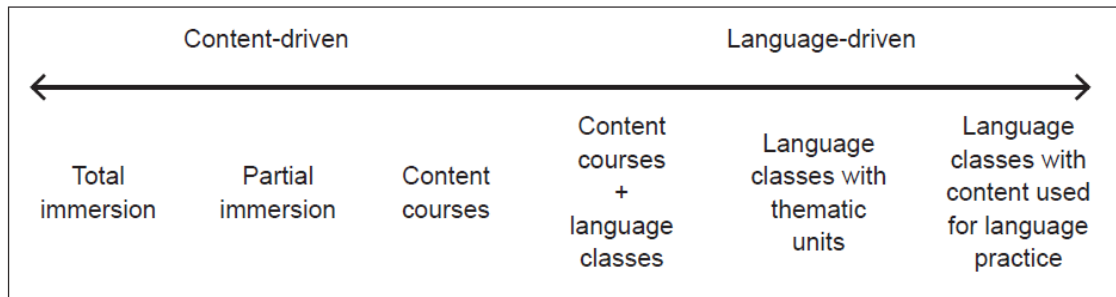 Content-driven
Language-driven
Total
immersion
Partial
immersion
Content
courses
Content
courses
+
language
classes
Language
classes with
thematic
units
Language
classes with
content used
for language
practice